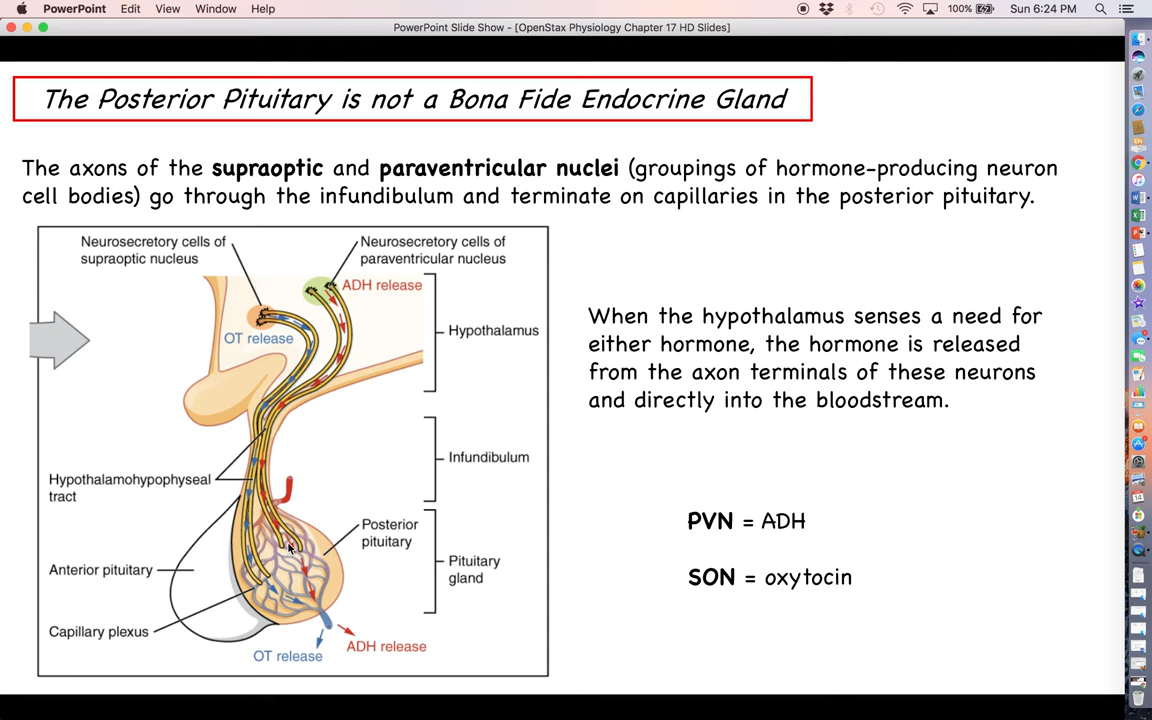 PowerPoint Edit View Window Help 100% Sun 6:24 PM
PowerPoint Slide Show - [OpenStax Physiology Chapter 17 HD Slides]
The Posterior Pituitary is not a Bona Fide Endocrine Gland
The axons of the supraoptic and paraventricular nuclei (groupings of hormone-producing neuron
cell bodies) go through the infundibulum and terminate on capillaries in the posterior pituitary.
Neurosecretory cells of
supraoptic nucleus
Neurosecretory cells of
paraventricular nucleus
ADH release
OT release
Hypothalamus
When the hypothalamus senses a need for
either hormone, the hormone is released
from the axon terminals of these neurons
and directly into the bloodstream.
Infundibulum
Hypothalamohypophyseal
tract
Posterior
pituitary
Pituitary
gland
Anterior pituitary
Capillary plexus
OT release
ADH release
PVN = ADH
SON = oxytocin